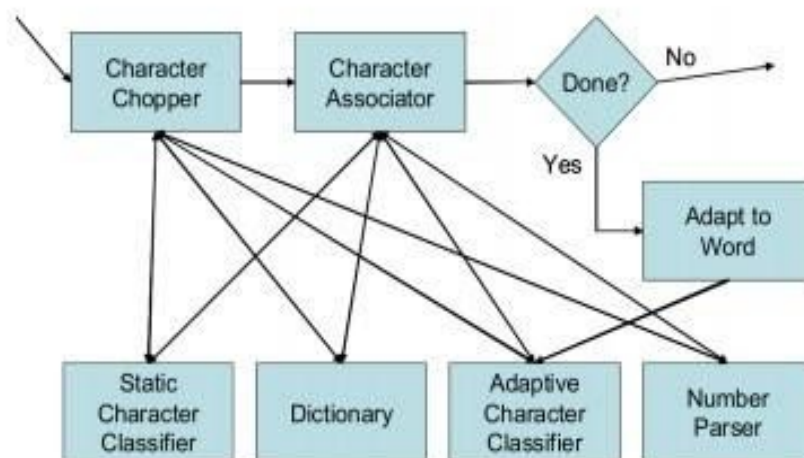 Character
Chopper
Character
Associator
Done?
No
Yes
Adapt to
Word
Static
Character
Classifier
Dictionary
Adaptive
Character
Classifier
Number
Parser